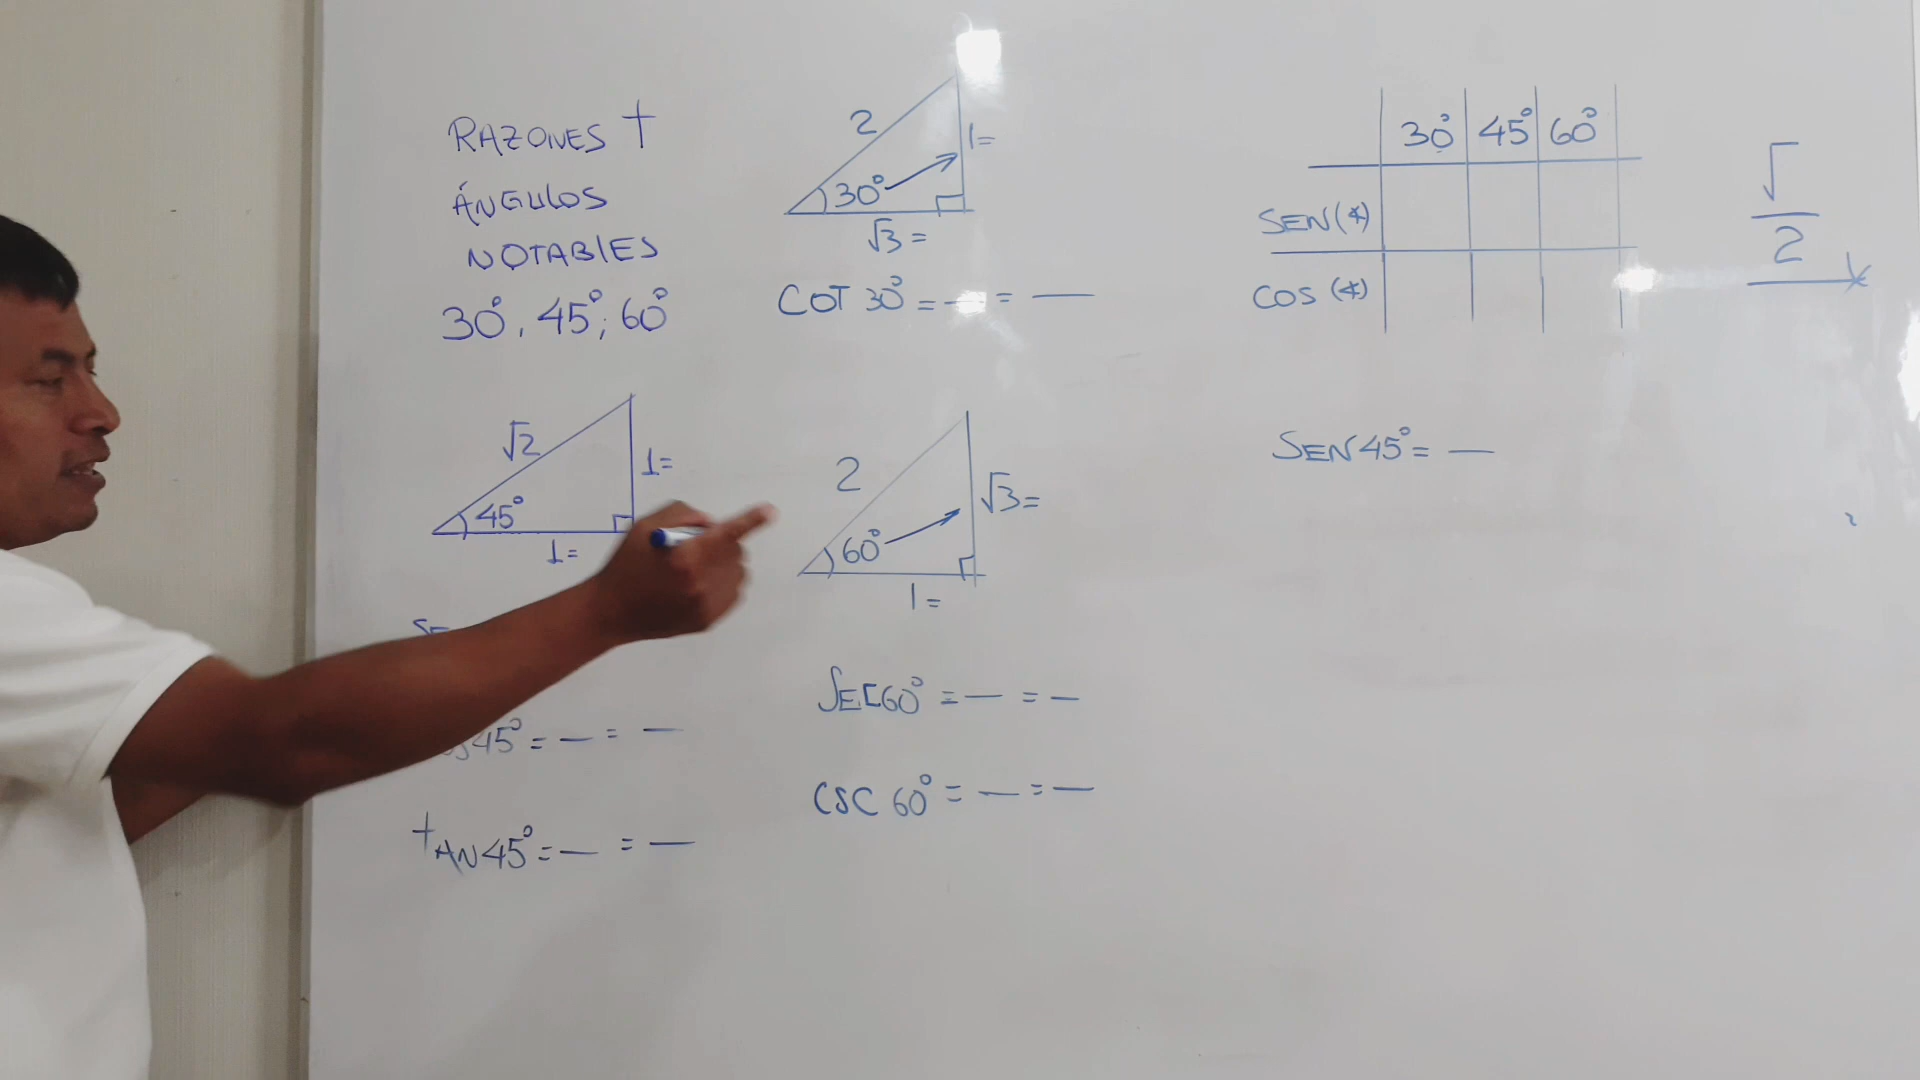 RAZONES T
ÁNGULOS
NOTABLES
30°, 45°; 60°
√2
1=
45°
1=
45° = — = —
TAN 45° = — = —
2
1=
30°
√3 =
COT 30° = — = —
2
√3 =
60°
1 =
SEC 60° = — = —
CSC 60° = — = —
30° 45° 60°
SEN(∢)
COS (∢)
√
2
SEN 45° = —